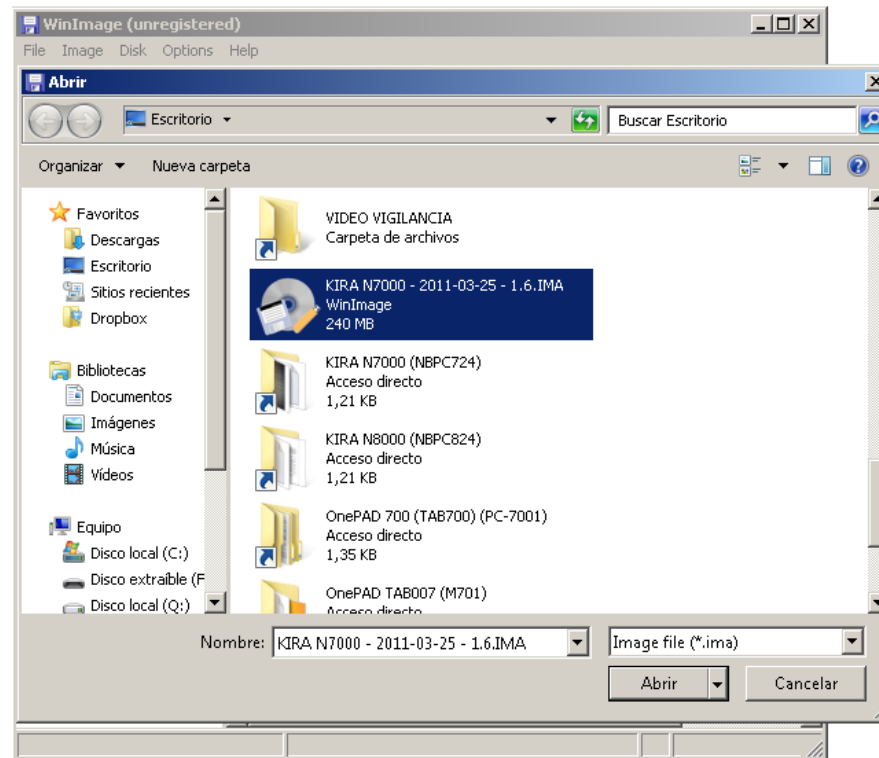 WinImage (unregistered)
File Image Disk Options Help
Abrir
Escritorio
Buscar Escritorio
Organizar
Nueva carpeta
Favoritos
Descargas
Escritorio
Sitios recientes
Dropbox
Bibliotecas
Documentos
Imágenes
Música
Vídeos
Equipo
Disco local (C:)
Disco extraíble (F
Disco local (Q:)
VIDEO VIGILANCIA
Carpeta de archivos
KIRA N7000 - 2011-03-25 - 1.6.IMA
WinImage
240 MB
KIRA N7000 (NBPC724)
Acceso directo
1,21 KB
KIRA N8000 (NBPC824)
Acceso directo
1,21 KB
OnePAD 700 (TAB700) (PC-7001)
Acceso directo
1,35 KB
OnePAD TAB007 (M701)
Acceso directo
Nombre: KIRA N7000 - 2011-03-25 - 1.6.IMA
Image file (*.ima)
Abrir
Cancelar